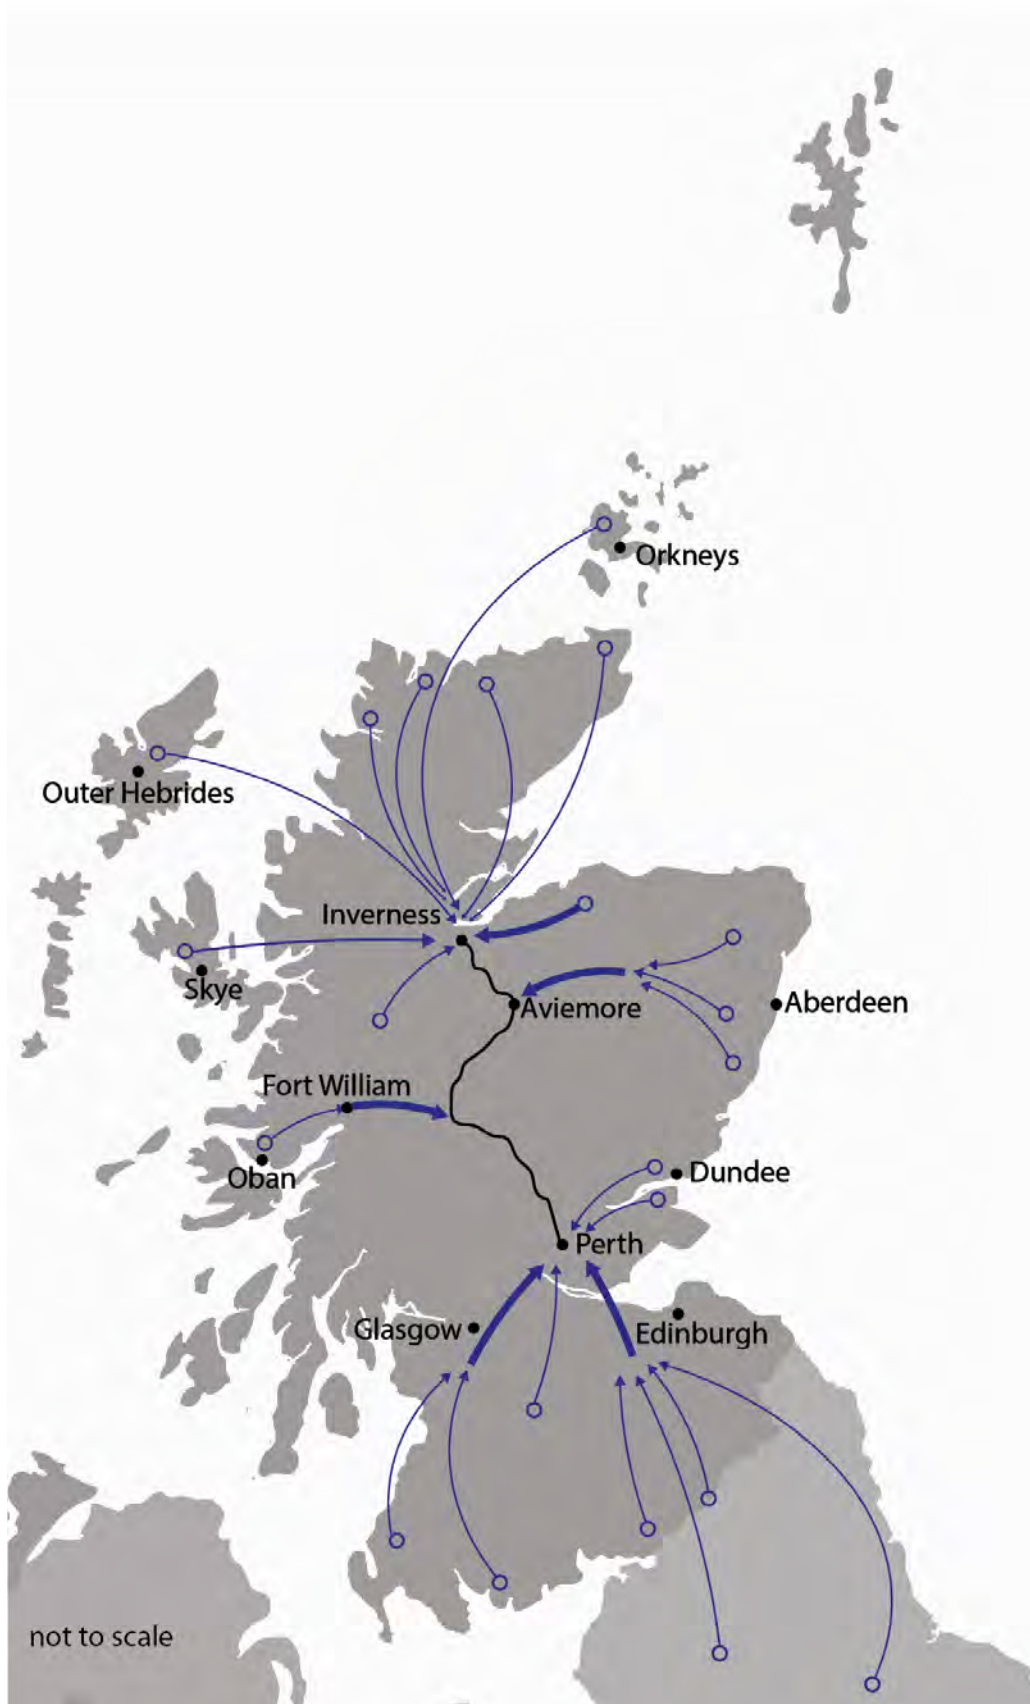 Orkneys
Outer Hebrides
Inverness
Skye
Aviemore
Aberdeen
Fort William
Oban
Dundee
Perth
Glasgow
Edinburgh
not to scale